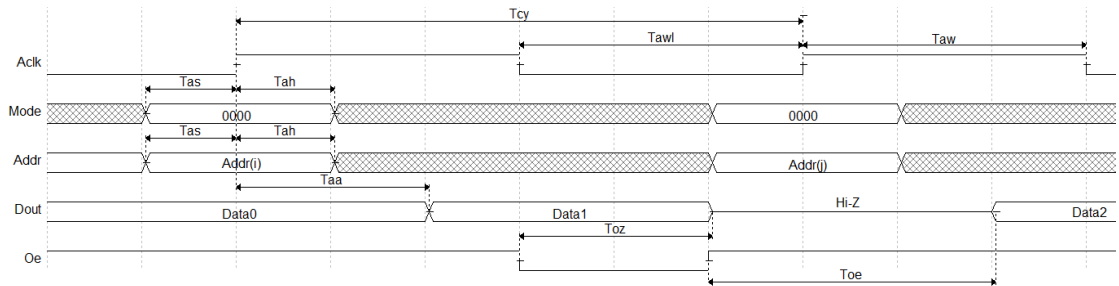 Tcy
Tawl
Taw
Aclk
Tas
Tah
Mode
0000
0000
Tas
Tah
Addr
Addr(i)
Addr(j)
Taa
Dout
Data0
Data1
Hi-Z
Data2
Toz
Oe
Toe